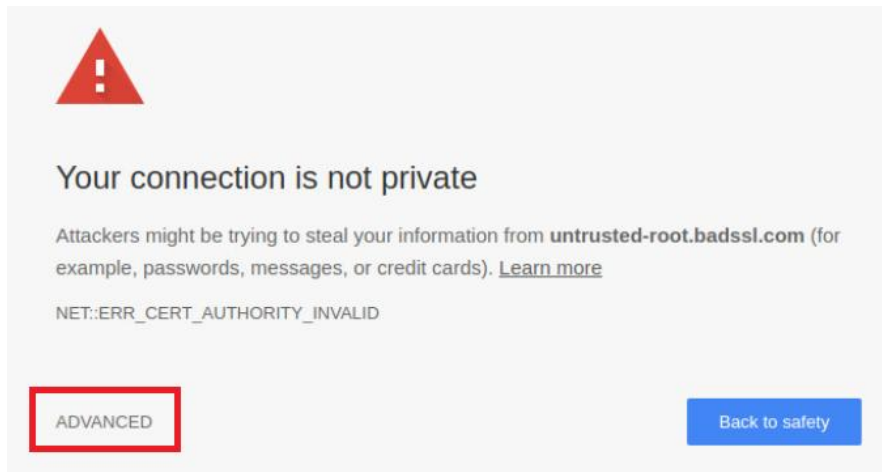 Your connection is not private
Attackers might be trying to steal your information from untrusted-root.badssl.com (for
example, passwords, messages, or credit cards). Learn more
NET::ERR_CERT_AUTHORITY_INVALID
ADVANCED
Back to safety